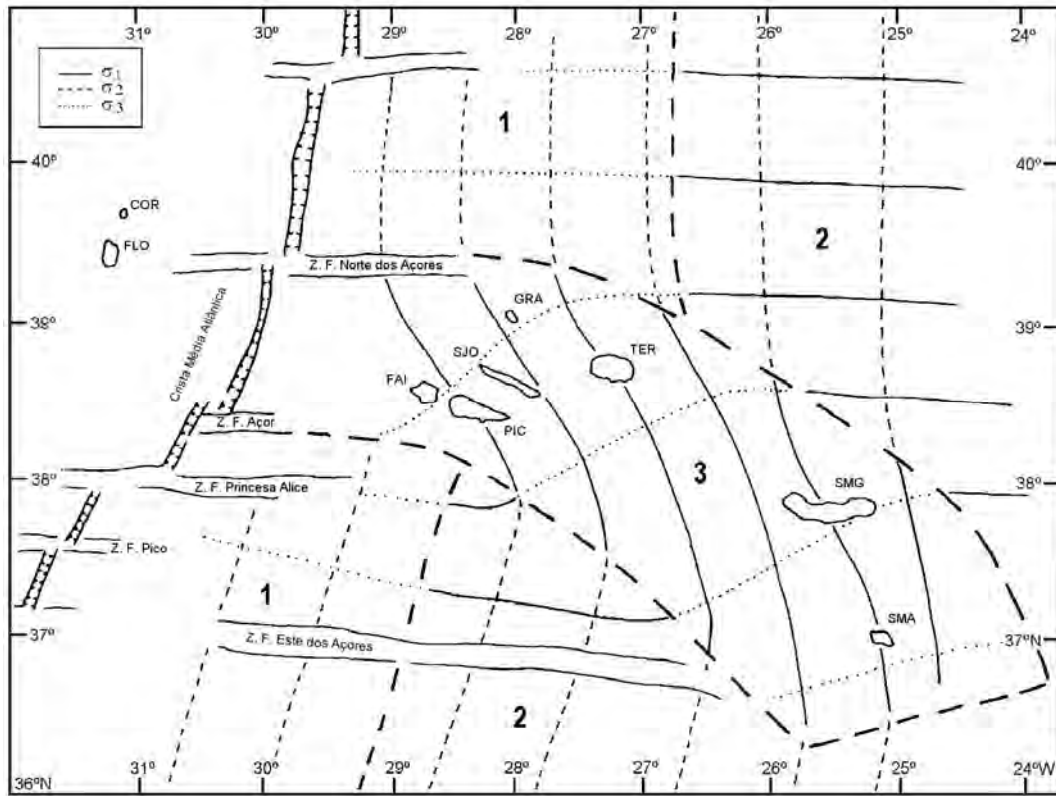 31º 30º 29º 28º 27º 26º 25º 24º
σ1
σ2
σ3
1
40º 40º
COR
FLO
2
Z. F. Norte dos Açores
GRA
39º 39º
Crista Média Atlântica
SJO
TER
FAI
PIC
Z. F. Açor
3
38º 38º
SMG
Z. F. Princesa Alice
Z. F. Pico
1
37º 37ºN
SMA
Z. F. Este dos Açores
2
36ºN 31º 30º 29º 28º 27º 26º 25º 24ºW